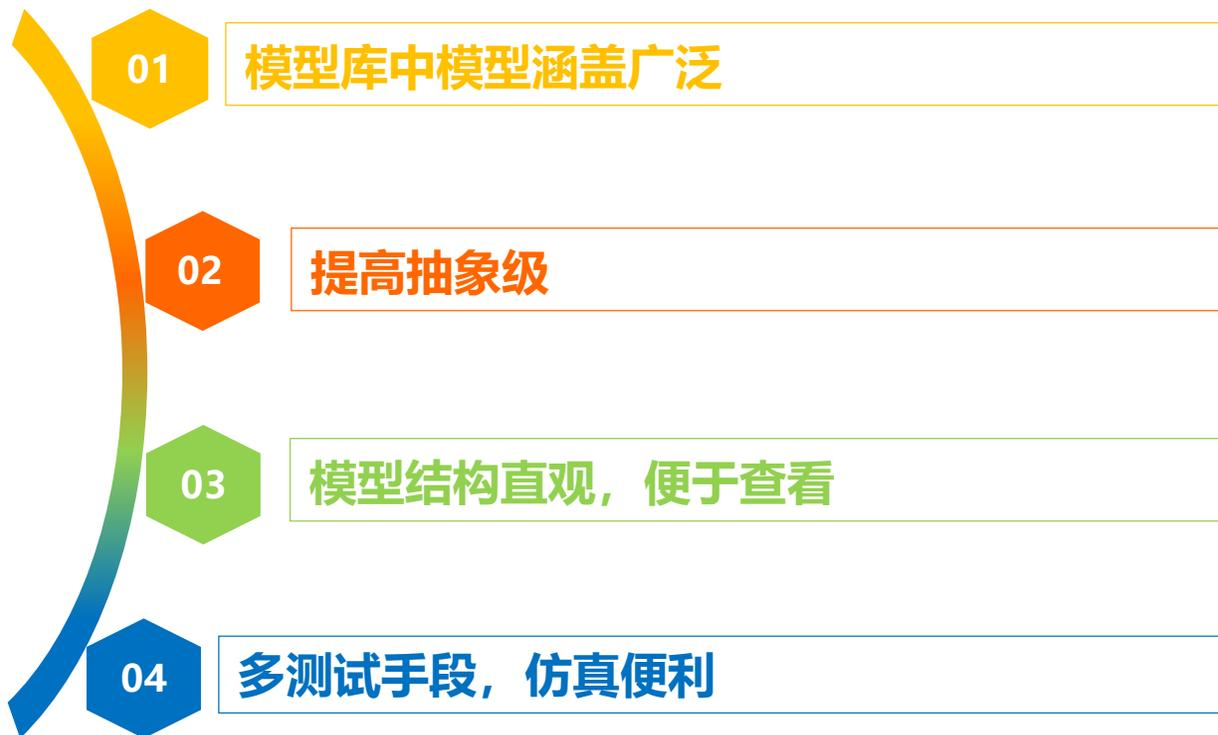 01 模型库中模型涵盖广泛
02 提高抽象级
03 模型结构直观，便于查看
04 多测试手段，仿真便利